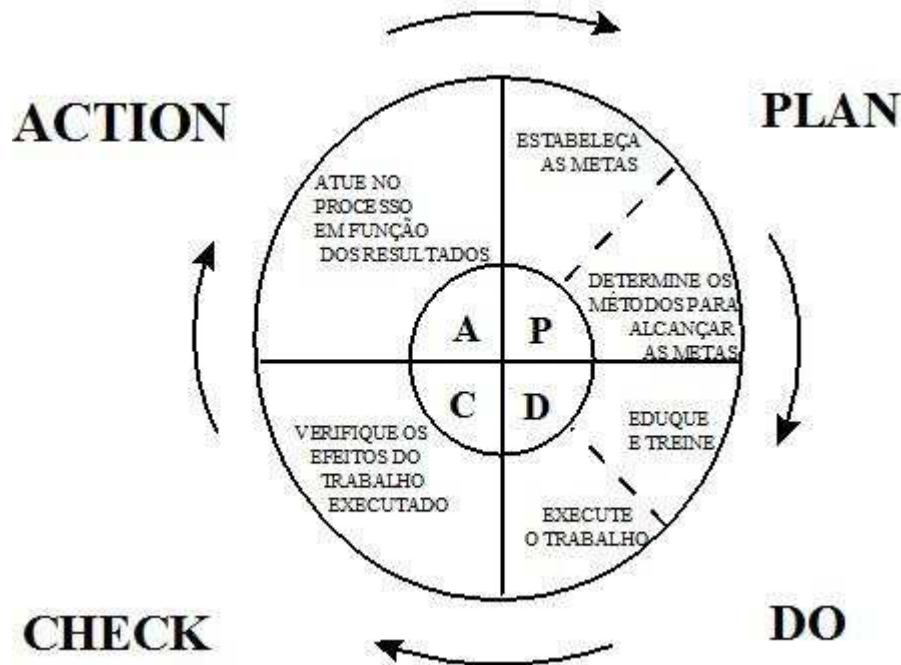 ACTION
PLAN
ESTABELEÇA
AS METAS
ATUE NO
PROCESSO
EM FUNÇÃO
DOS RESULTADOS
DETERMINE OS
MÉTODOS PARA
ALCANÇAR
AS METAS
A
P
C
D
EDUQUE
E TREINE
VERIFIQUE OS
EFEITOS DO
TRABALHO
EXECUTADO
EXECUTE
O TRABALHO
CHECK
DO